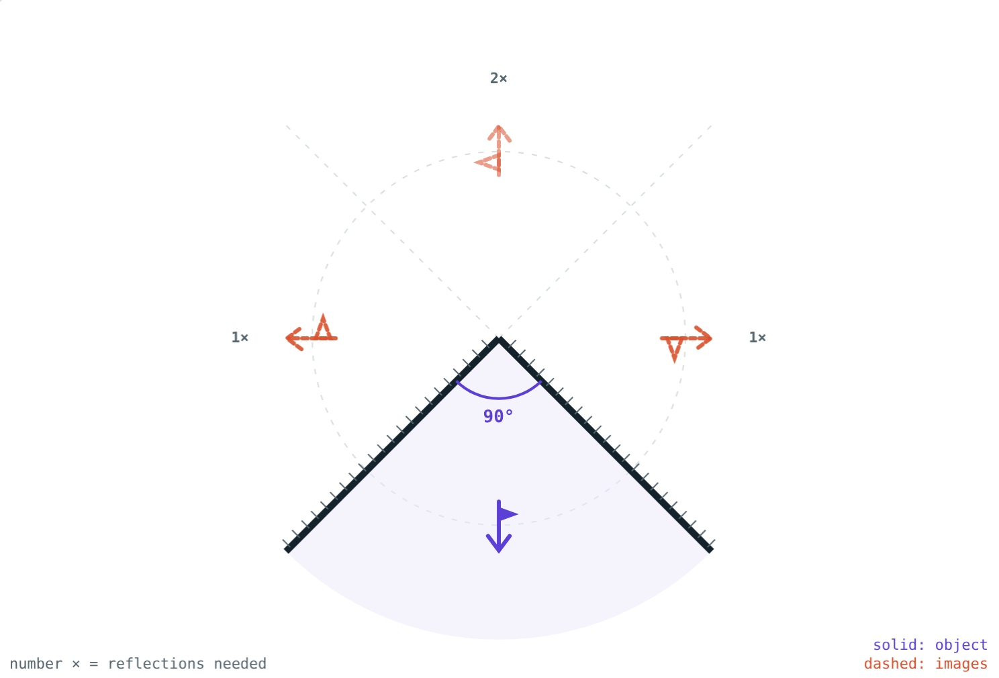 2×
1×
1×
90°
solid: object
number × = reflections needed
dashed: images